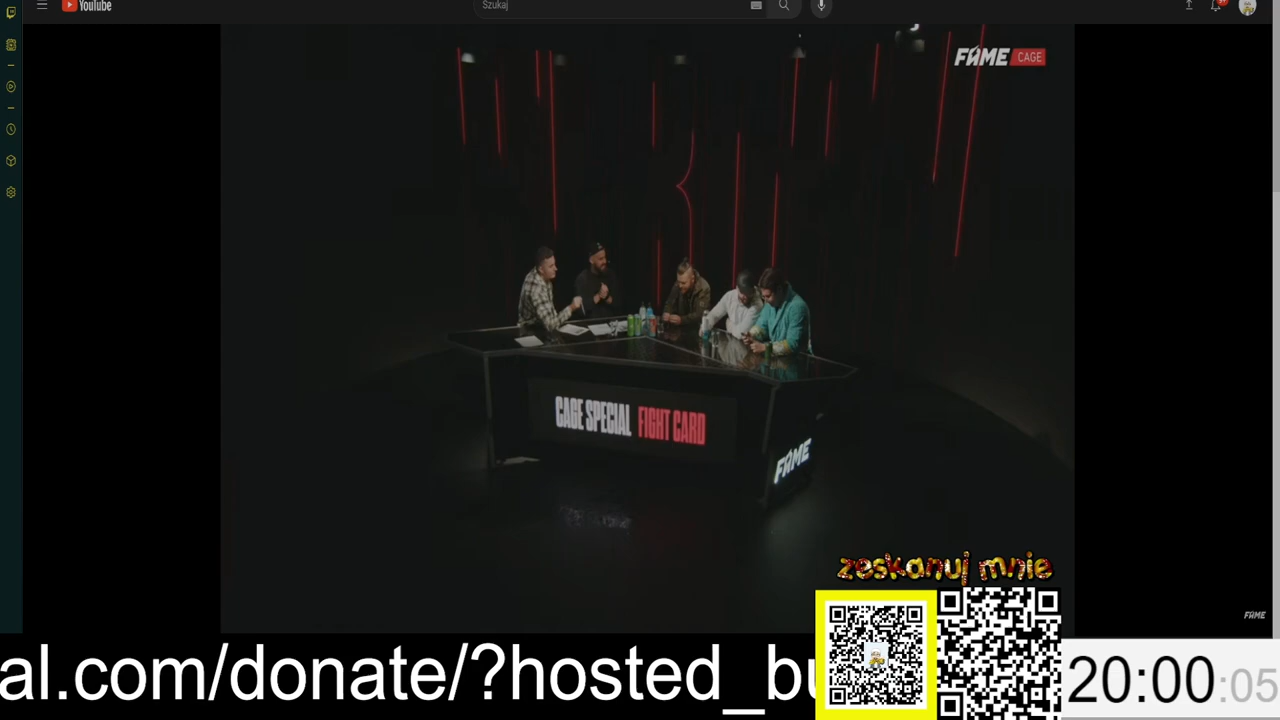 YouTube
Szukaj
FAME CAGE
CAGE SPECIAL FIGHT CARD
FAME
zeskanuj mnie
FAME
al.com/donate/?hosted_bu
20:00:05